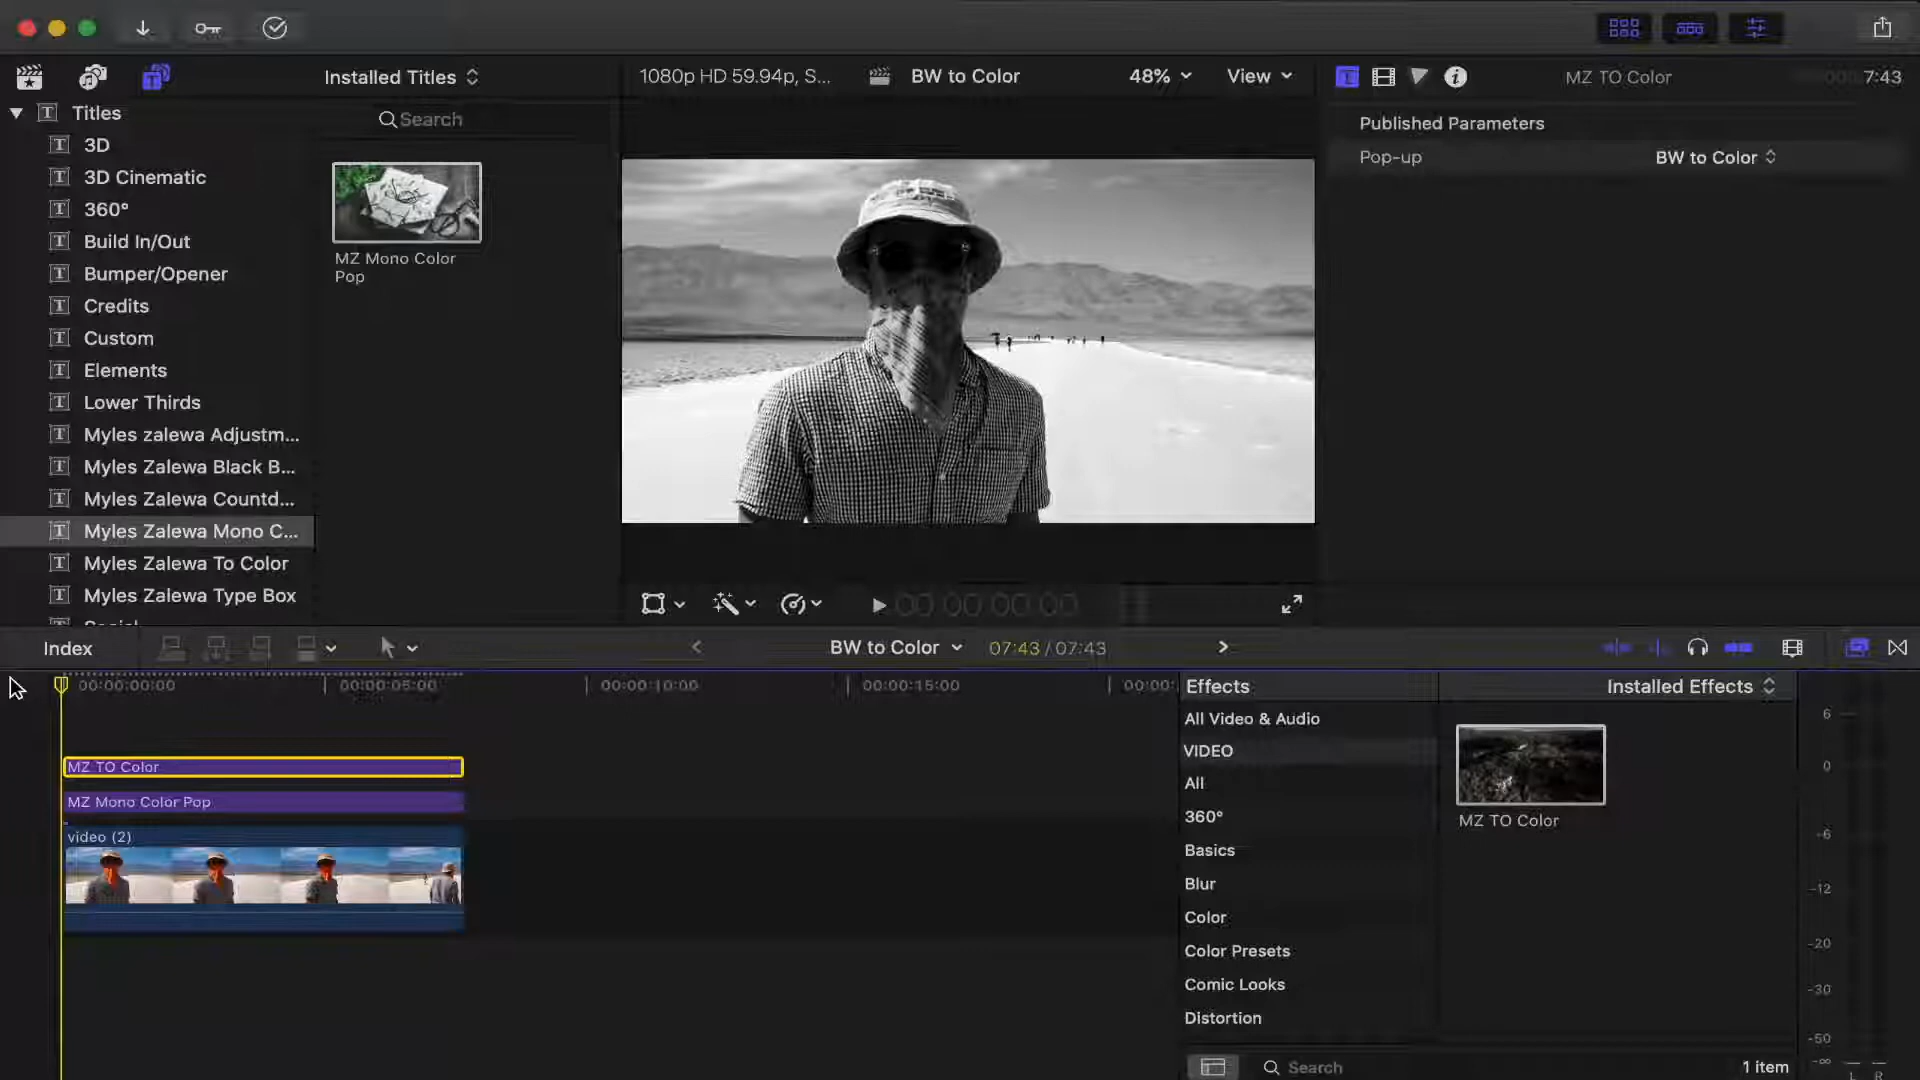 Installed Titles
1080p HD 59.94p, S...
BW to Color
48%
View
MZ TO Color
7:43
Titles
Search
3D
3D Cinematic
360°
Build In/Out
Bumper/Opener
Credits
Custom
Elements
Lower Thirds
Myles zalewa Adjustm...
Myles Zalewa Black B...
Myles Zalewa Countd...
Myles Zalewa Mono C...
Myles Zalewa To Color
Myles Zalewa Type Box
MZ Mono Color
Pop
Published Parameters
Pop-up
BW to Color
00 00 00 00
Index
BW to Color
07:43 / 07:43
00:00:00:00
00:00:05:00
00:00:10:00
00:00:15:00
00:00:
MZ TO Color
MZ Mono Color Pop
video (2)
Effects
Installed Effects
All Video & Audio
VIDEO
All
360°
Basics
Blur
Color
Color Presets
Comic Looks
Distortion
MZ TO Color
Search
1 item
6
0
-6
-12
-20
-30
-50
-∞
L R